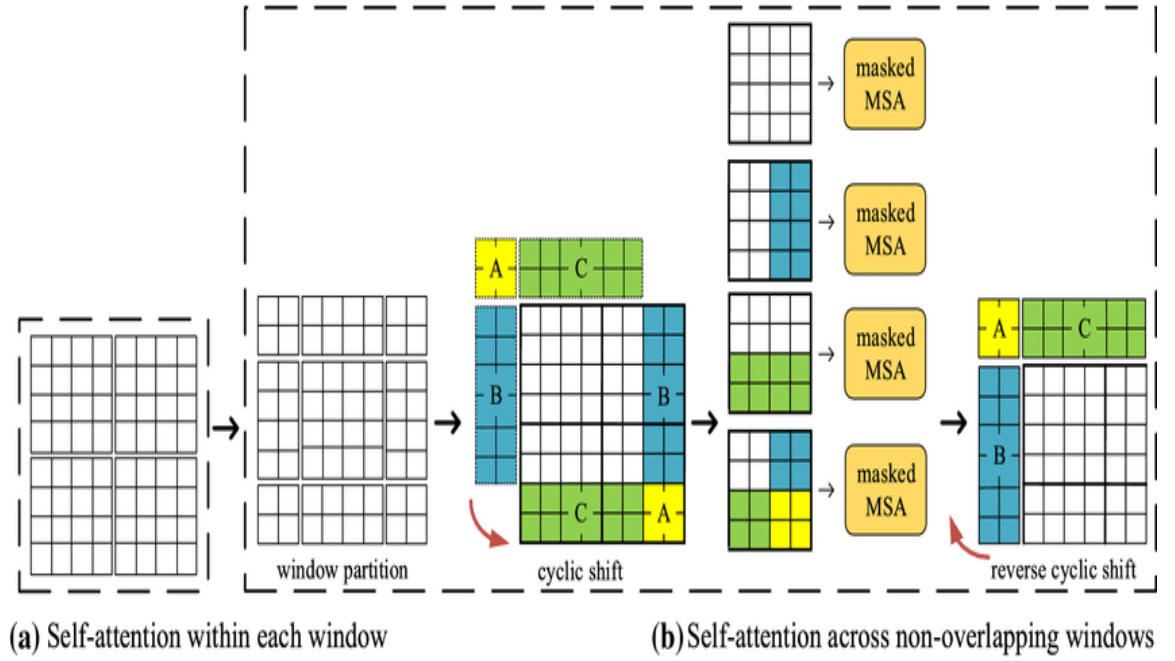 masked
MSA
masked
MSA
A C
B B
masked
MSA
A C
B
C A
masked
MSA
window partition
cyclic shift
reverse cyclic shift
(a) Self-attention within each window
(b) Self-attention across non-overlapping windows